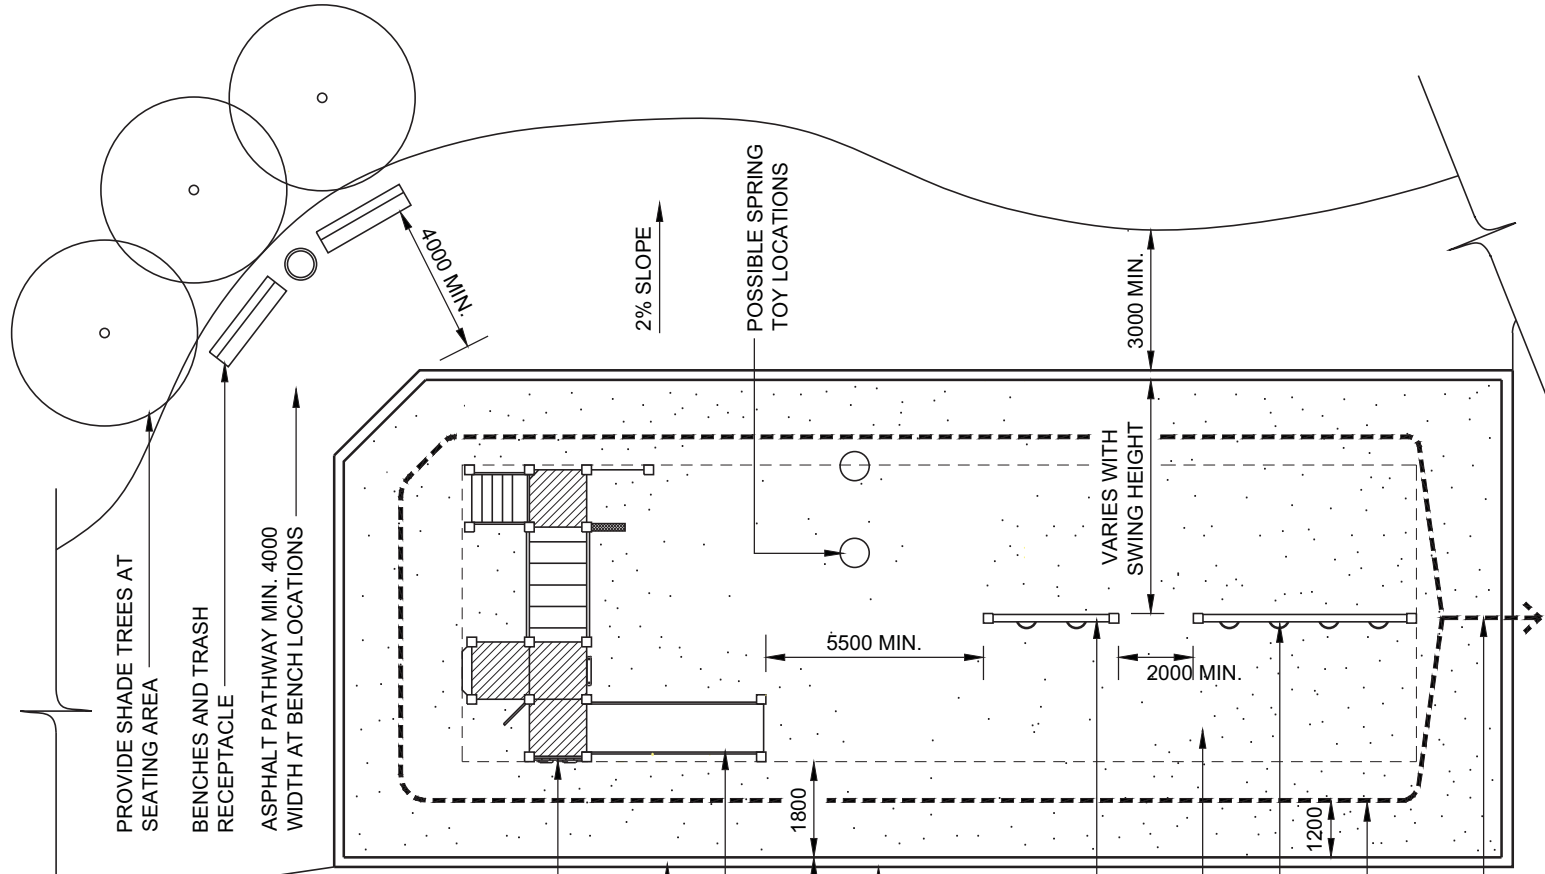 PROVIDE SHADE TREES AT
SEATING AREA
BENCHES AND TRASH
RECEPTACLE
ASPHALT PATHWAY MIN. 4000
WIDTH AT BENCH LOCATIONS
4000 MIN.
2% SLOPE
POSSIBLE SPRING
TOY LOCATIONS
3000 MIN.
VARIES WITH
SWING HEIGHT
5500 MIN.
2000 MIN.
1800
1200